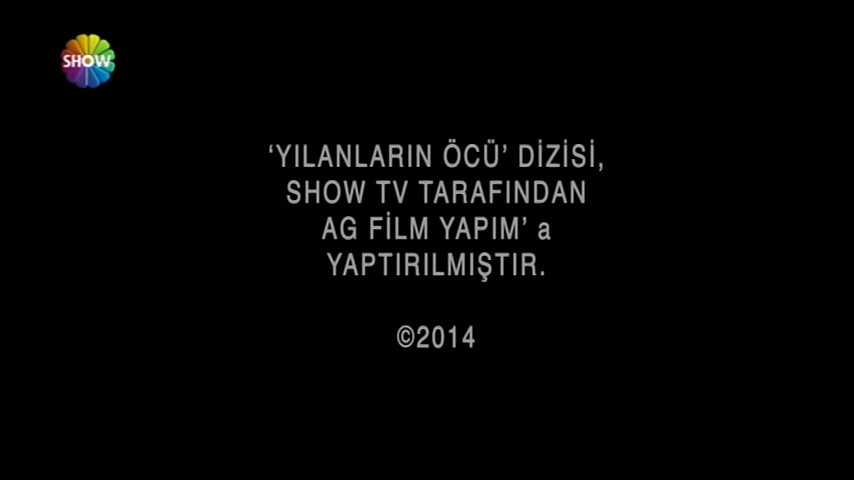 SHOW
‘YILANLARIN ÖCÜ’ DİZİSİ,
SHOW TV TARAFINDAN
AG FİLM YAPIM’ a
YAPTIRILMIŞTIR.
©2014